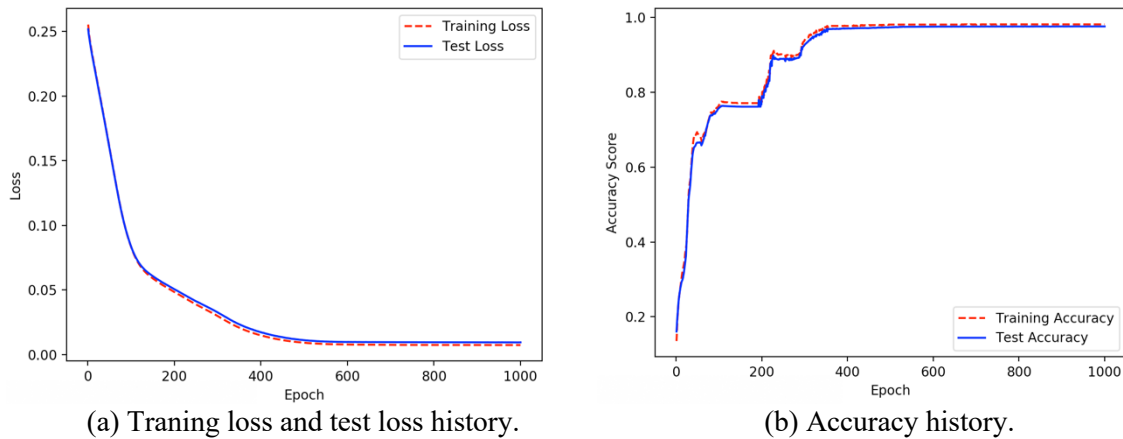 0.25
0.20
0.15
0.10
0.05
0.00
Loss
0 200 400 600 800 1000
Epoch
Training Loss
Test Loss
(a) Traning loss and test loss history.
1.0
0.8
0.6
0.4
0.2
Accuracy Score
0 200 400 600 800 1000
Epoch
Training Accuracy
Test Accuracy
(b) Accuracy history.